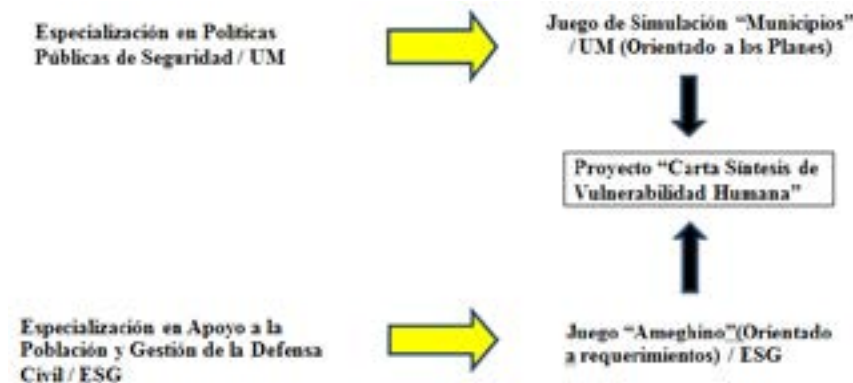 Especialización en Políticas
Públicas de Seguridad / UM
Juego de Simulación “Municipios”
/ UM (Orientado a los Planes)
Proyecto “Carta Síntesis de
Vulnerabilidad Humana”
Especialización en Apoyo a la
Población y Gestión de la Defensa
Civil / ESG
Juego “Ameghino”(Orientado
a requerimientos) / ESG